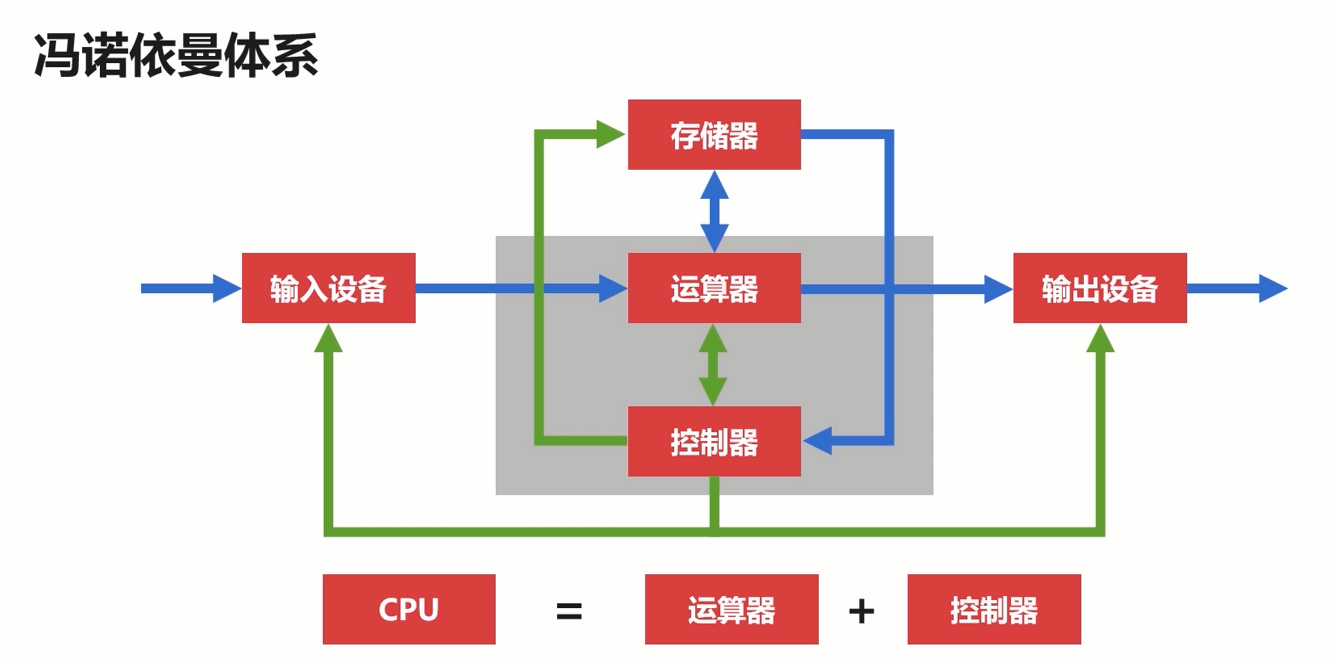 冯诺依曼体系
存储器
输入设备
运算器
输出设备
控制器
CPU = 运算器 + 控制器